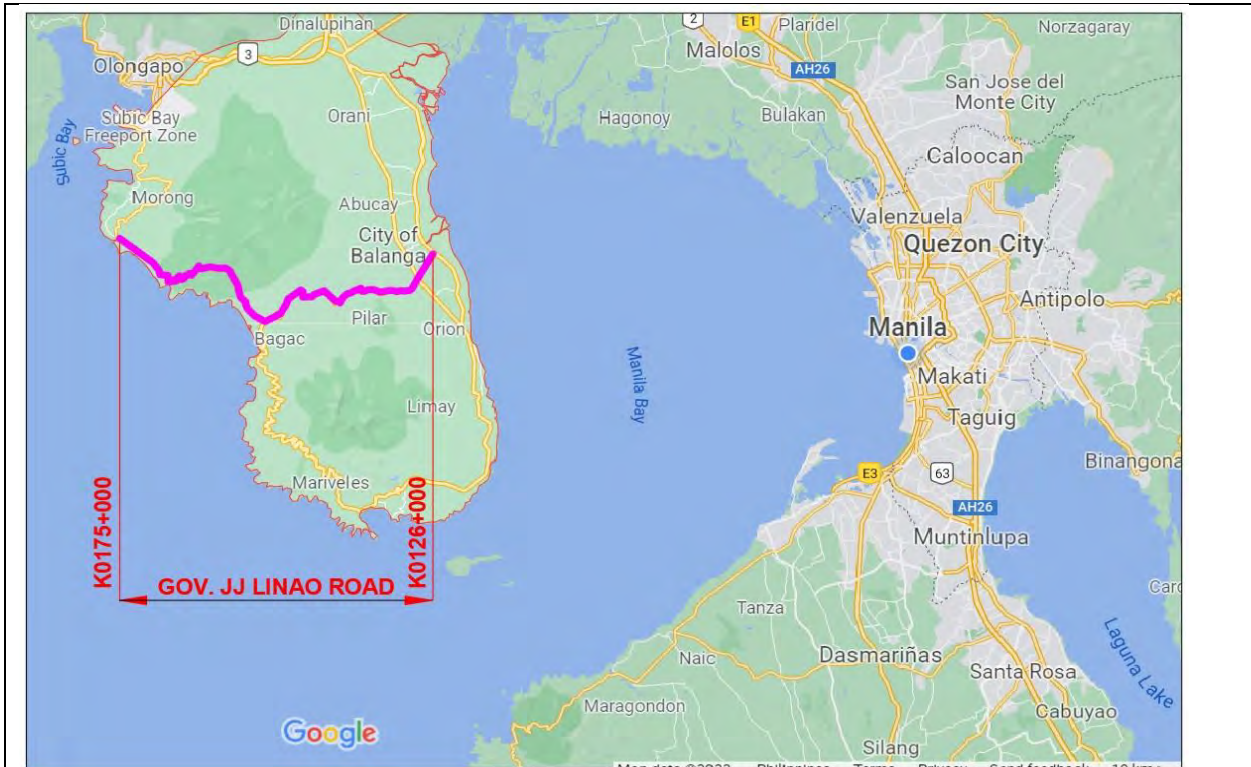 Dinalupihan
2
E1
Plaridel
Norzagaray
3
Malolos
Olongapo
AH26
San Jose del
Monte City
Subic Bay
Freeport Zone
Orani
Hagonoy
Bulakan
Subic Bay
Caloocan
Morong
Abucay
Valenzuela
City of
Balanga
Quezon City
Antipolo
Pilar
Orion
Manila
Bagac
Manila Bay
Makati
Limay
Taguig
Binangona
Mariveles
E3
63
K0175+000
K0126+000
AH26
Muntinlupa
GOV. JJ LINAO ROAD
Tanza
Laguna Lake
Naic
Dasmariñas
Santa Rosa
Maragondon
Cabuyao
Google
Silang